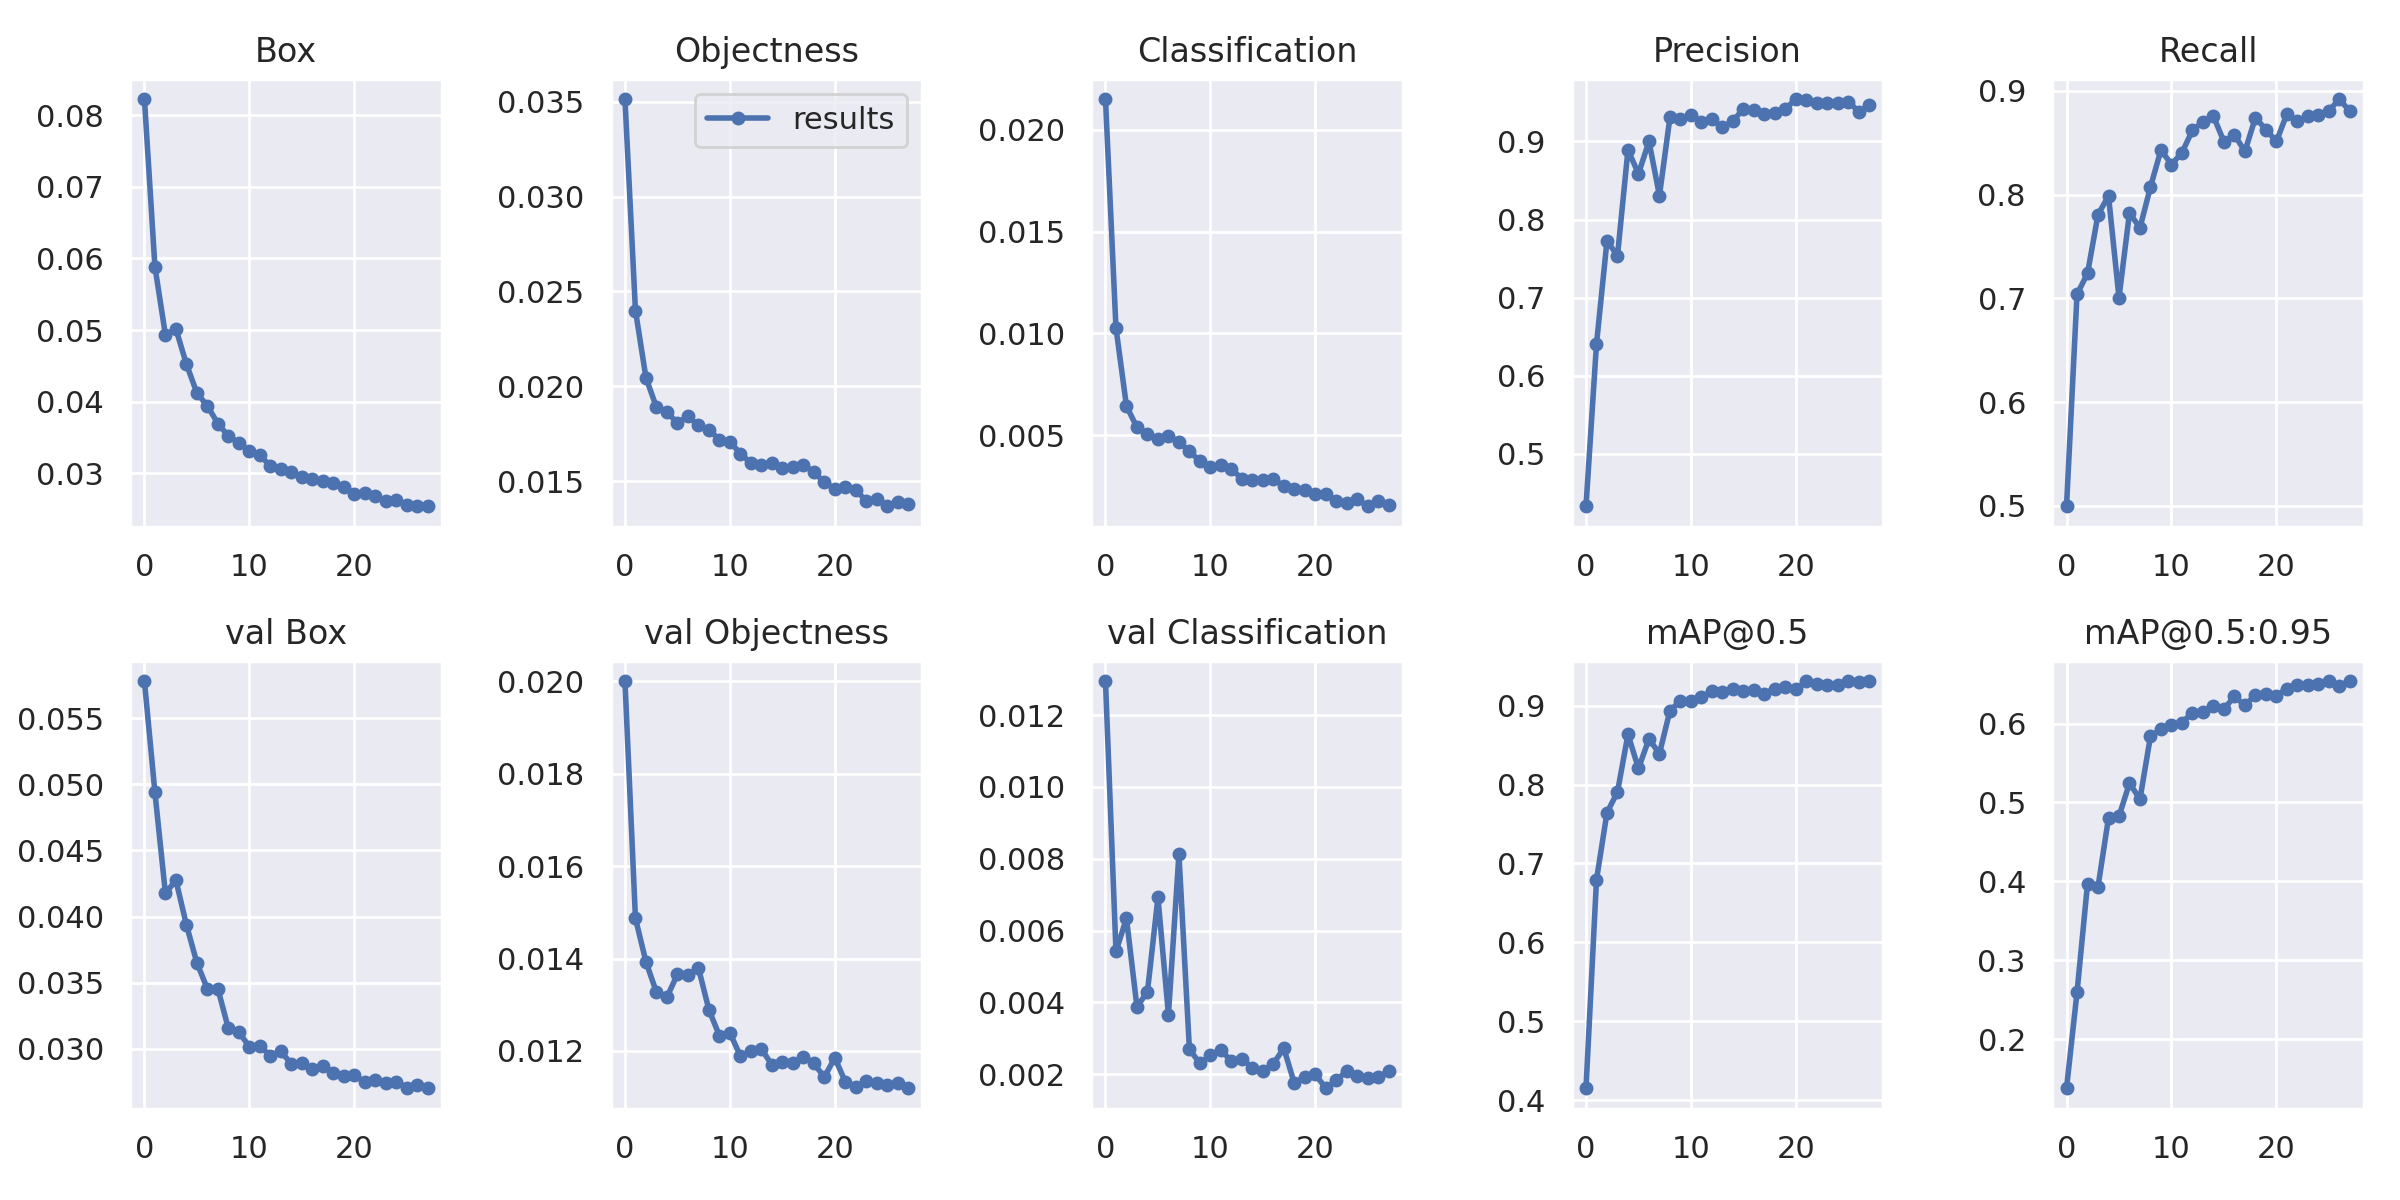 Box
0.08
0.07
0.06
0.05
0.04
0.03
0 10 20
Objectness
results
0.035
0.030
0.025
0.020
0.015
0 10 20
Classification
0.020
0.015
0.010
0.005
0 10 20
Precision
0.9
0.8
0.7
0.6
0.5
0 10 20
Recall
0.9
0.8
0.7
0.6
0.5
0 10 20
val Box
0.055
0.050
0.045
0.040
0.035
0.030
0 10 20
val Objectness
0.020
0.018
0.016
0.014
0.012
0 10 20
val Classification
0.012
0.010
0.008
0.006
0.004
0.002
0 10 20
mAP@0.5
0.9
0.8
0.7
0.6
0.5
0.4
0 10 20
mAP@0.5:0.95
0.6
0.5
0.4
0.3
0.2
0 10 20